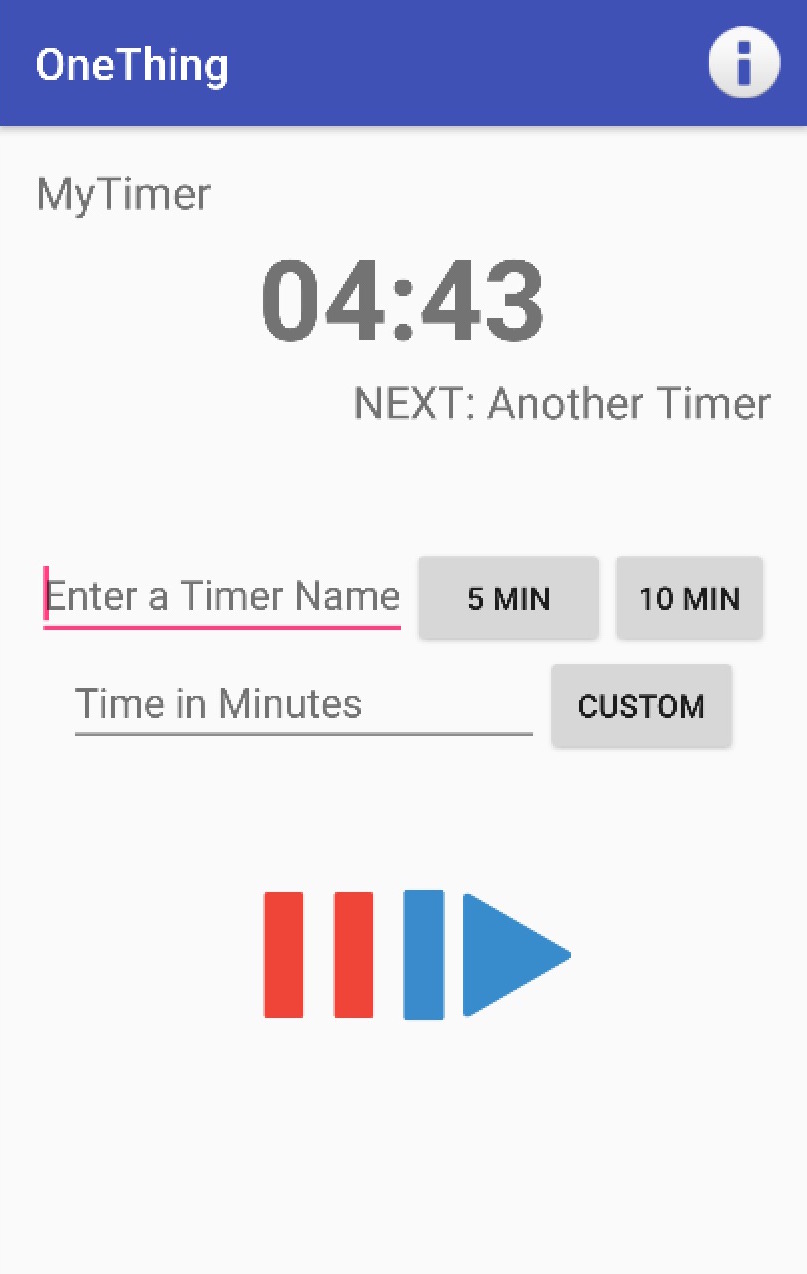 OneThing
MyTimer
04:43
NEXT: Another Timer
Enter a Timer Name
5 MIN
10 MIN
Time in Minutes
CUSTOM